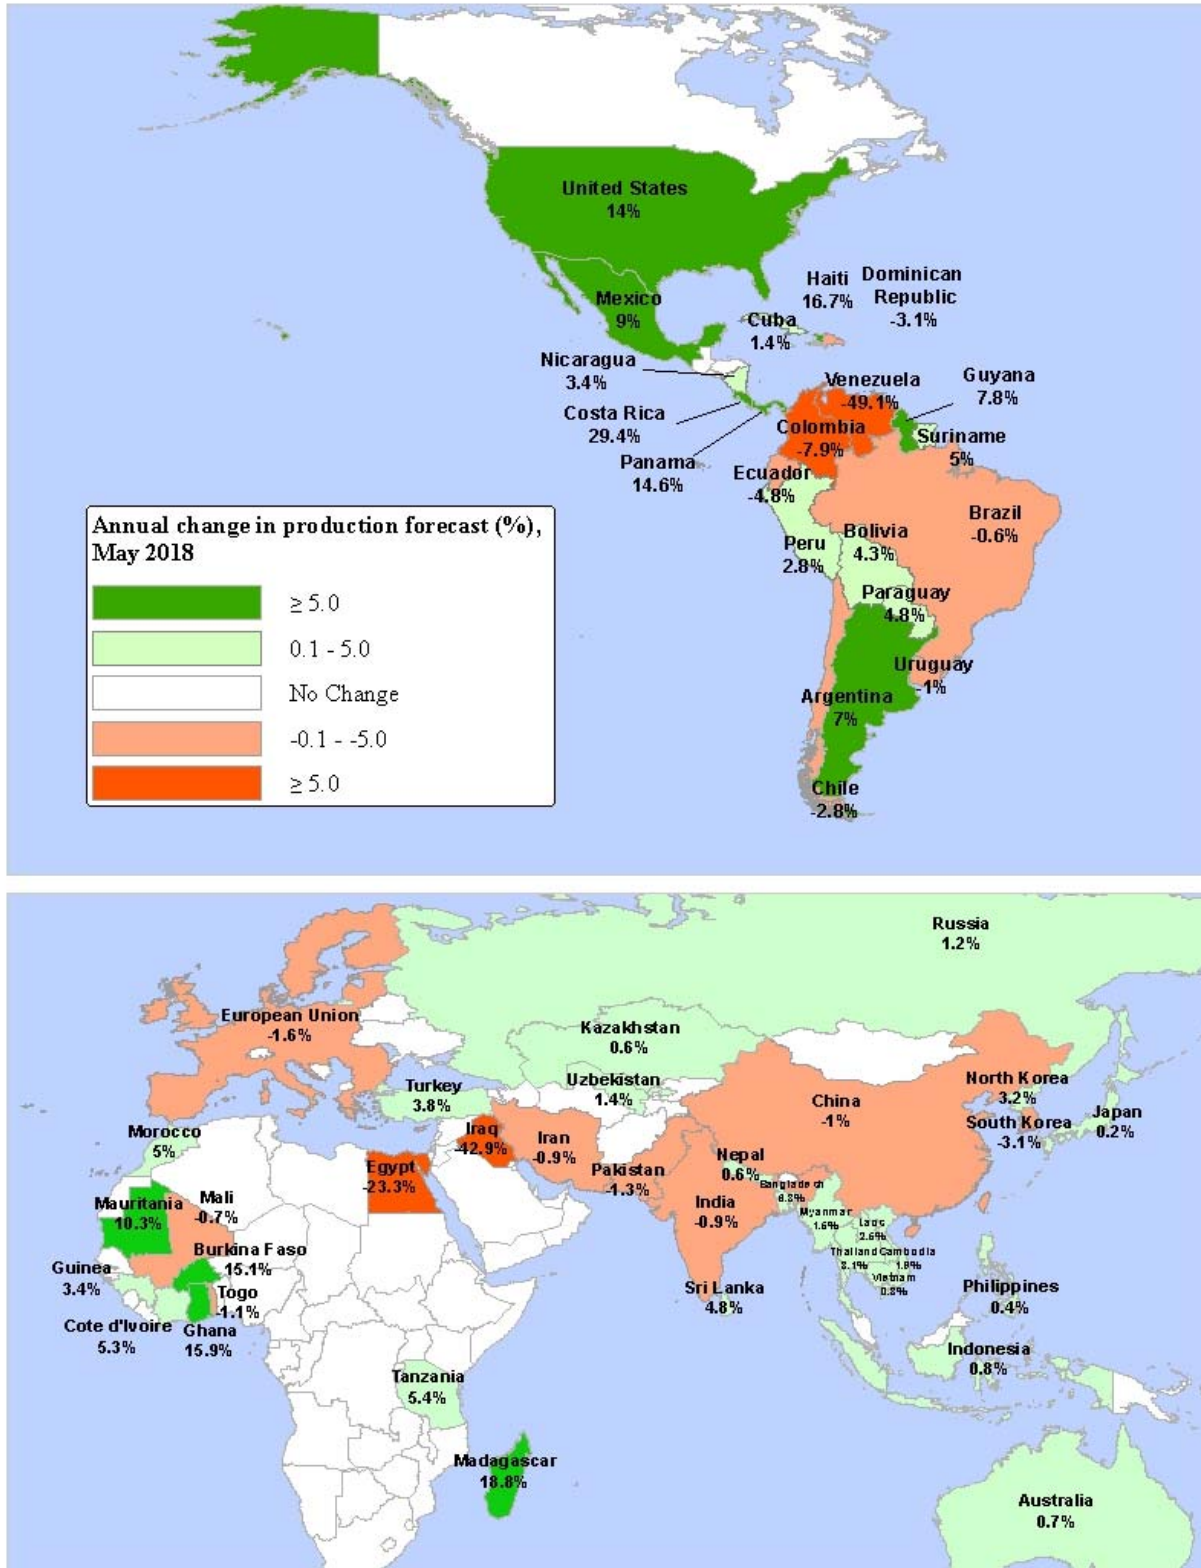 United States
14%
Mexico
9%
Haiti
16.7%
Dominican
Republic
-3.1%
Cuba
1.4%
Nicaragua
3.4%
Costa Rica
29.4%
Panama
14.6%
Venezuela
-49.1%
Guyana
7.8%
Colombia
-7.9%
Suriname
5%
Ecuador
-4.8%
Brazil
-0.6%
Peru
2.8%
Bolivia
4.3%
Paraguay
4.8%
Uruguay
-1%
Argentina
7%
Chile
-2.8%
Annual change in production forecast (%),
May 2018
≥ 5.0
0.1 - 5.0
No Change
-0.1 - -5.0
≥ 5.0
Russia
1.2%
European Union
-1.6%
Kazakhstan
0.6%
Uzbekistan
1.4%
Turkey
3.8%
China
-1%
North Korea
3.2%
South Korea
-3.1%
Japan
0.2%
Morocco
5%
Iraq
-42.9%
Iran
-0.9%
Egypt
-23.3%
Pakistan
-1.3%
Nepal
0.6%
Bangladesh
India
-0.9%
Myanmar
1.6%
Laos
2.6%
Thailand
Cambodia
Vietnam
Mauritania
10.3%
Mali
-0.7%
Burkina Faso
15.1%
Guinea
3.4%
Togo
-1.1%
Cote d'Ivoire
5.3%
Ghana
15.9%
Sri Lanka
4.8%
Philippines
0.4%
Indonesia
0.8%
Tanzania
5.4%
Madagascar
18.8%
Australia
0.7%